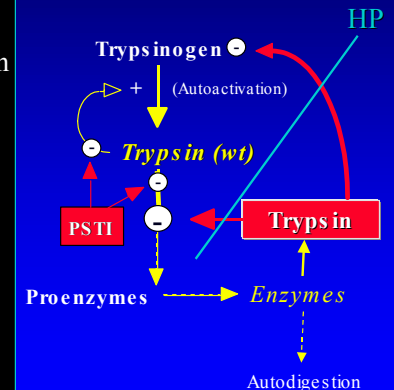 HP
Trypsinogen -
m
+ (Autoactivation)
- Trypsin (wt)
-
PSTI - Trypsin
Proenzymes Enzymes
Autodigestion